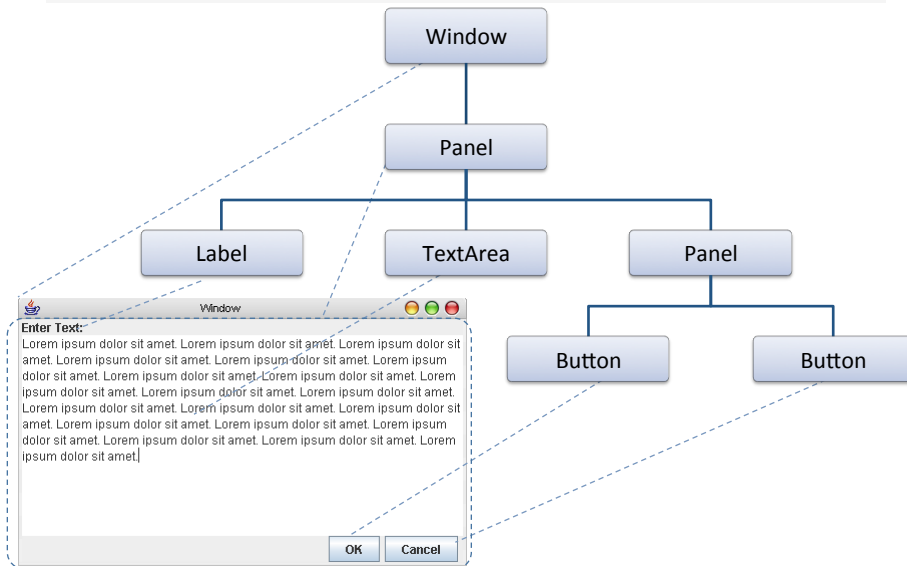 Window
Panel
Label
TextArea
Panel
Button
Button
Window
Enter Text:
Lorem ipsum dolor sit amet. Lorem ipsum dolor sit amet. Lorem ipsum dolor sit
amet. Lorem ipsum dolor sit amet. Lorem ipsum dolor sit amet. Lorem ipsum
dolor sit amet. Lorem ipsum dolor sit amet. Lorem ipsum dolor sit amet. Lorem
ipsum dolor sit amet. Lorem ipsum dolor sit amet. Lorem ipsum dolor sit amet.
Lorem ipsum dolor sit amet. Lorem ipsum dolor sit amet. Lorem ipsum dolor sit
amet. Lorem ipsum dolor sit amet. Lorem ipsum dolor sit amet. Lorem ipsum
dolor sit amet. Lorem ipsum dolor sit amet. Lorem ipsum dolor sit amet. Lorem
ipsum dolor sit amet.
OK
Cancel